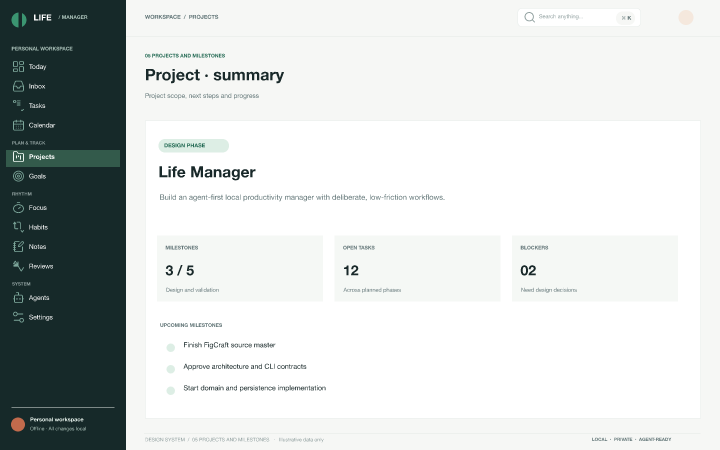 LIFE / MANAGER
PERSONAL WORKSPACE
Today
Inbox
Tasks
Calendar
PLAN & TRACK
Projects
Goals
RHYTHM
Focus
Habits
Notes
Reviews
SYSTEM
Agents
Settings
Personal workspace
Offline · All changes local
WORKSPACE / PROJECTS
Search anything...
⌘ K
05 PROJECTS AND MILESTONES
Project · summary
Project scope, next steps and progress
DESIGN PHASE
Life Manager
Build an agent-first local productivity manager with deliberate, low-friction workflows.
MILESTONES
3 / 5
Design and validation
OPEN TASKS
12
Across planned phases
BLOCKERS
02
Need design decisions
UPCOMING MILESTONES
Finish FigCraft source master
Approve architecture and CLI contracts
Start domain and persistence implementation
DESIGN SYSTEM / 05 PROJECTS AND MILESTONES · Illustrative data only
LOCAL · PRIVATE · AGENT-READY